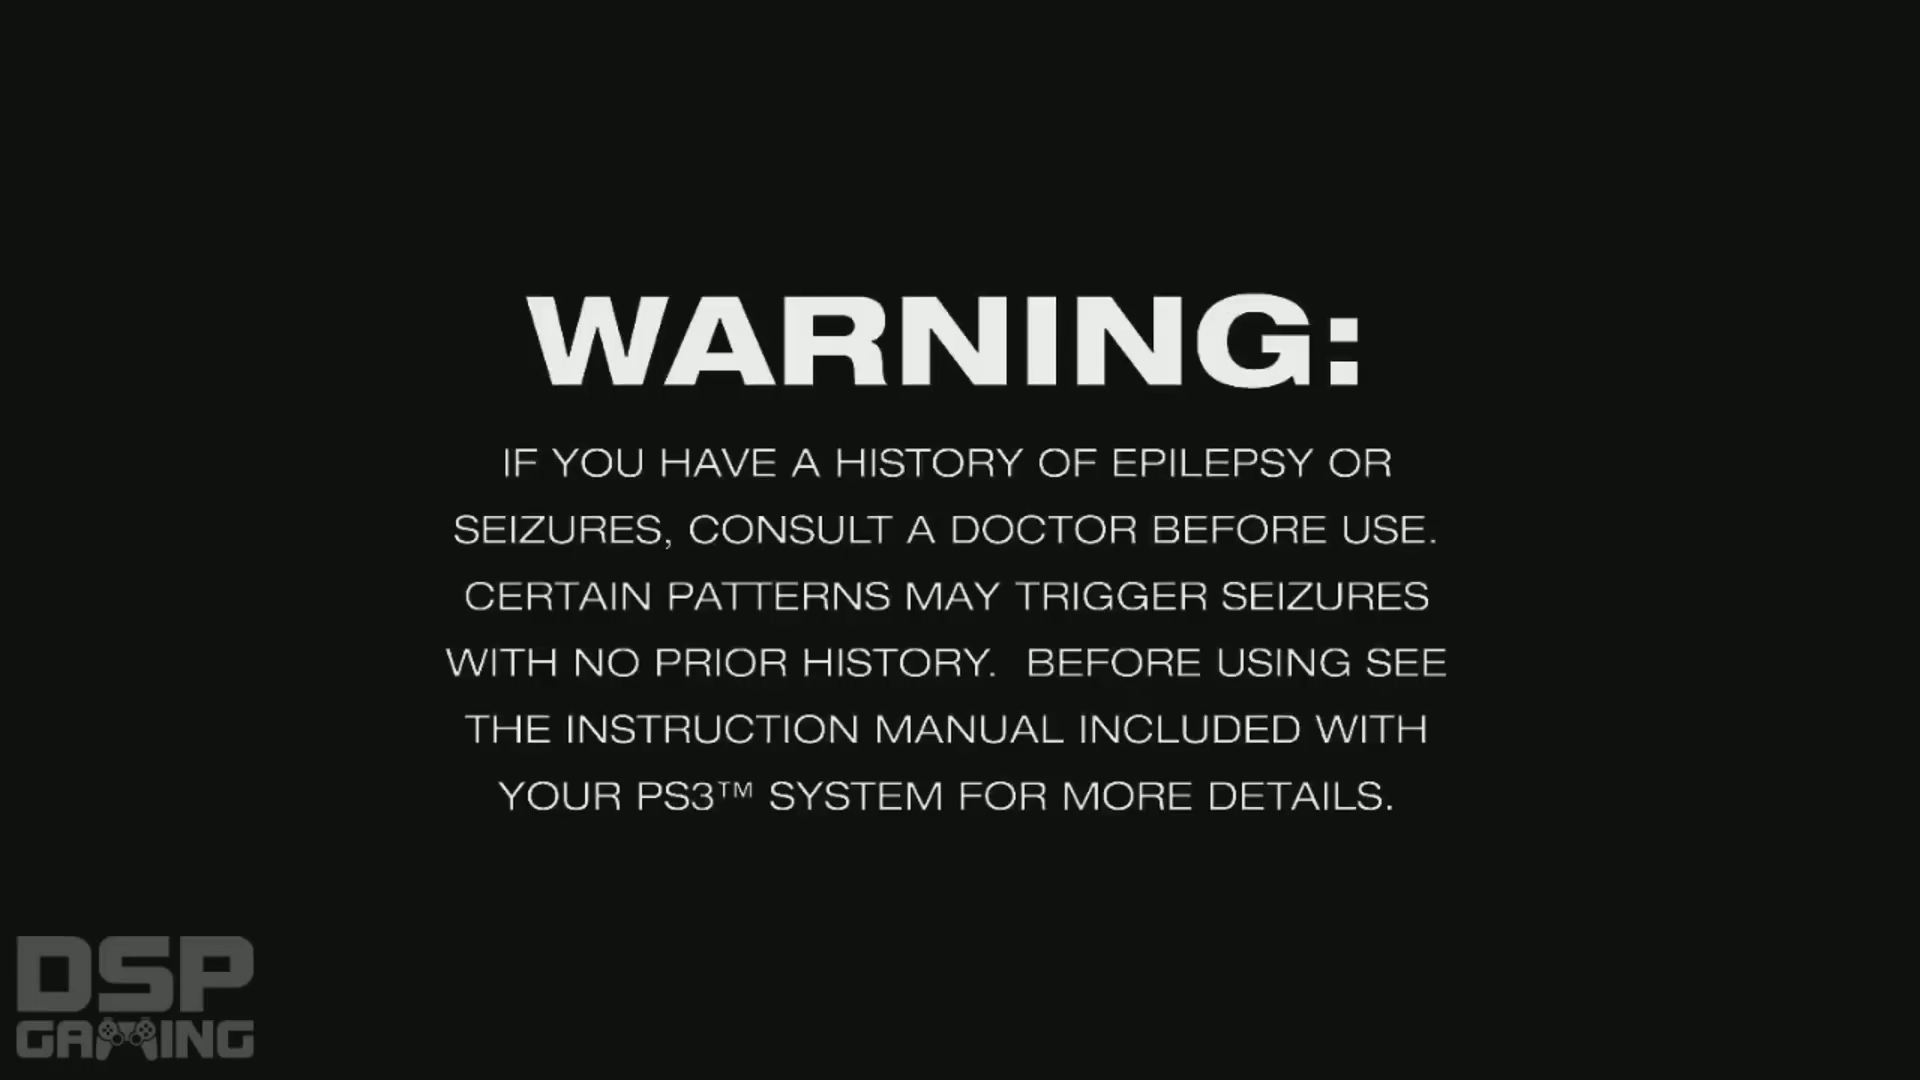 WARNING:
IF YOU HAVE A HISTORY OF EPILEPSY OR
SEIZURES, CONSULT A DOCTOR BEFORE USE.
CERTAIN PATTERNS MAY TRIGGER SEIZURES
WITH NO PRIOR HISTORY.  BEFORE USING SEE
THE INSTRUCTION MANUAL INCLUDED WITH
YOUR PS3™ SYSTEM FOR MORE DETAILS.
DSP
GAMING